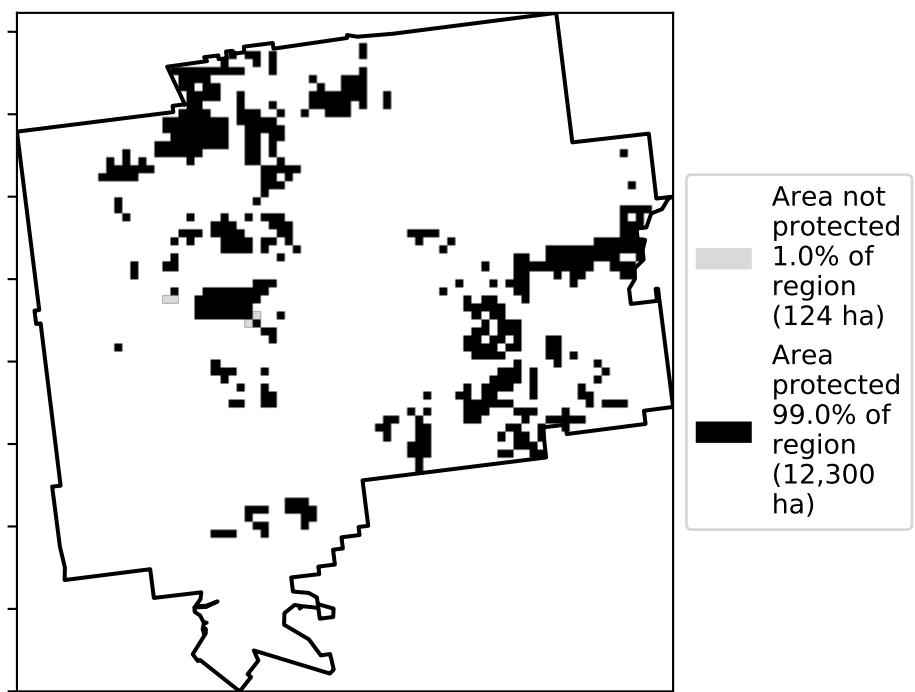 Area not
protected
1.0% of
region
(124 ha)
Area
protected
99.0% of
region
(12,300
ha)